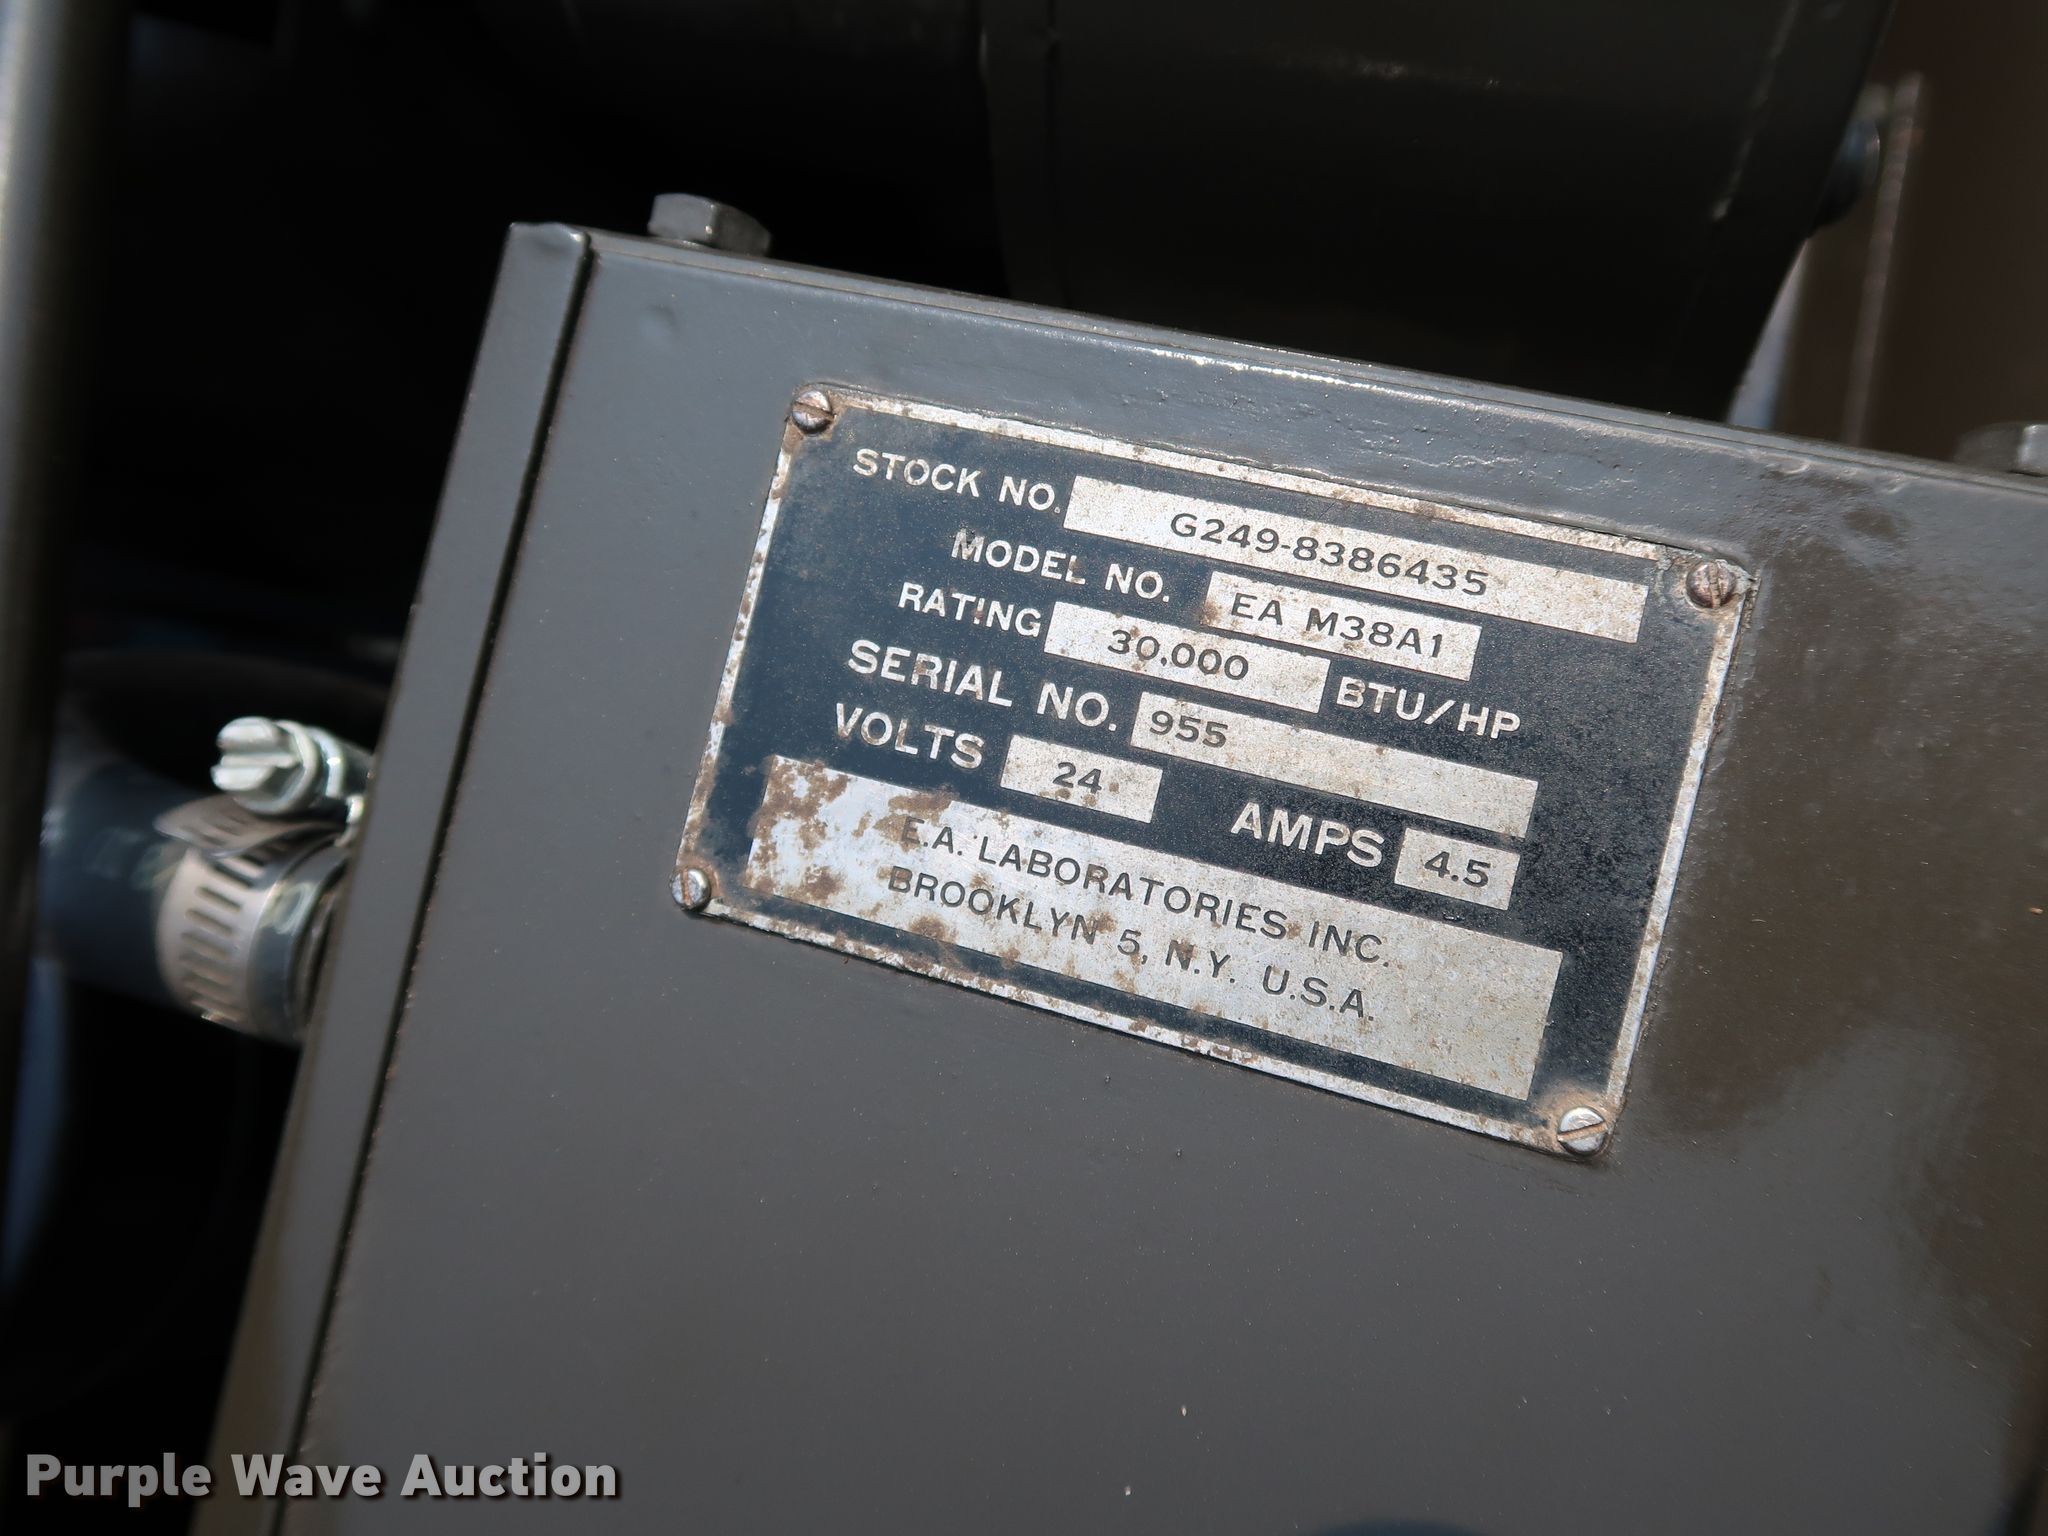 STOCK NO. G249-8386435
MODEL NO. EA M38A1
RATING 30,000 BTU/HP
SERIAL NO. 955
VOLTS 24 AMPS 4.5
E.A. LABORATORIES INC.
BROOKLYN 5, N.Y. U.S.A.
Purple Wave Auction